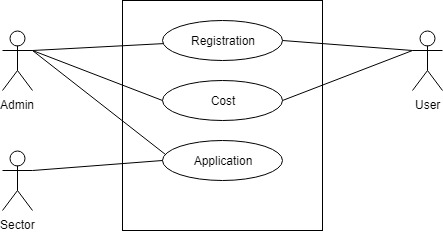 Registration
Admin
Cost
User
Application
Sector